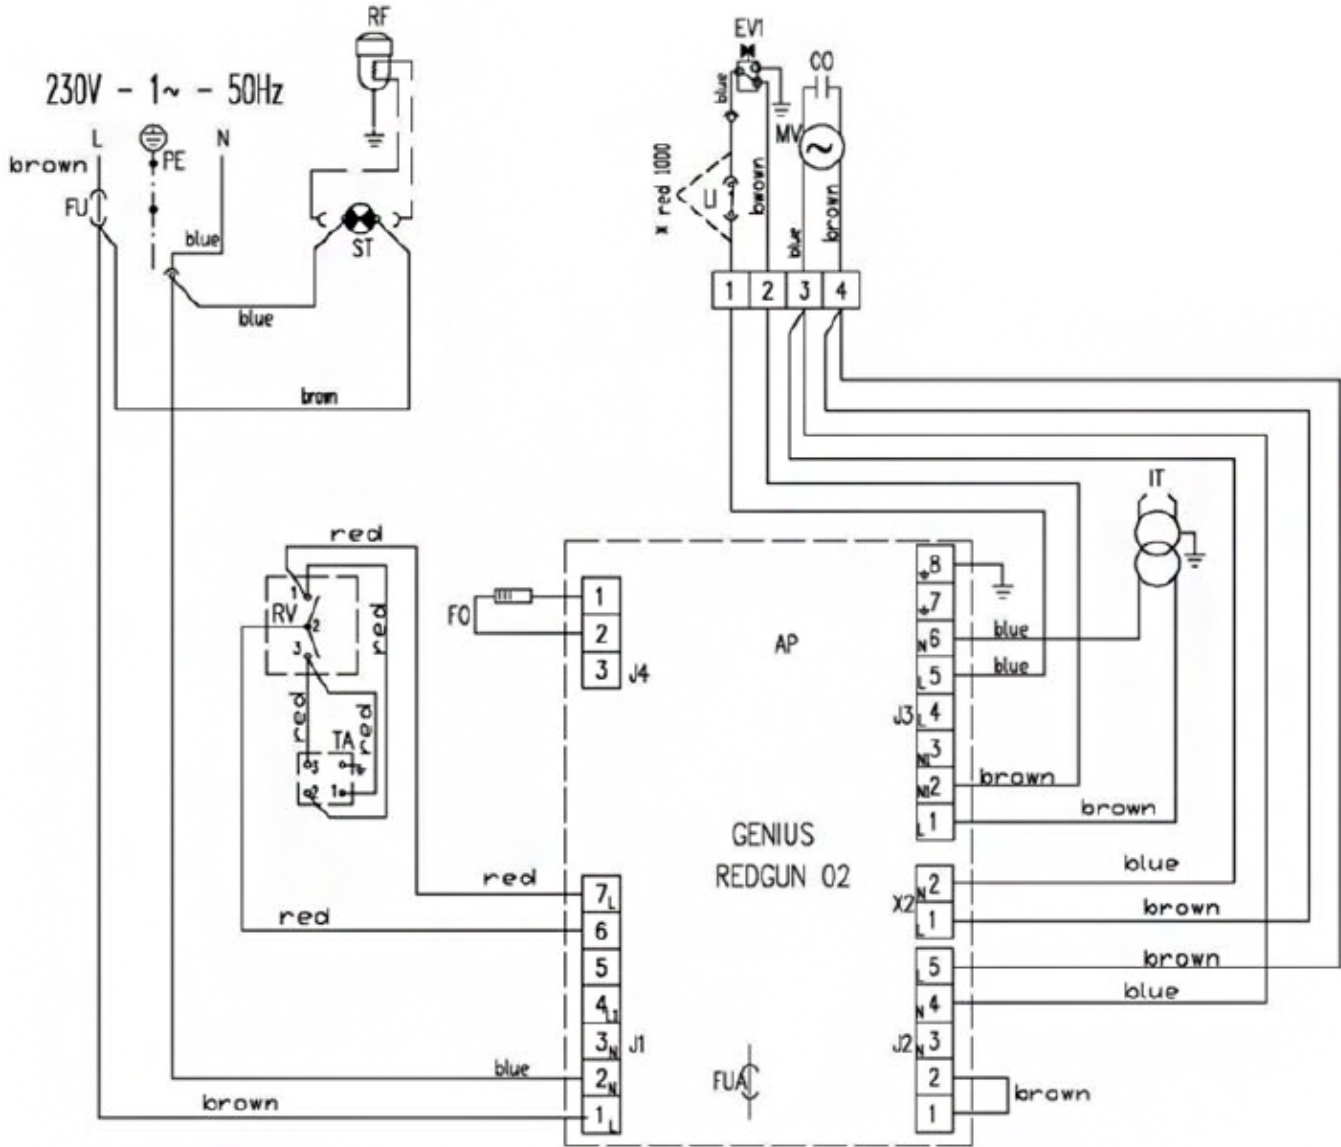 RF
EV1
CO
230V - 1~ - 50Hz
blue
L
N
MV
PE
brown
FU
x red 1000
LI
bwown
blue
brown
blue
ST
1 2 3 4
blue
brown
IT
red
1
RV
2
3
red
FO
1
2
3
J4
AP
8
7
N 6
blue
L 5
blue
J3
L 4
3
2
brown
L 1
brown
red
red
TA
3
2
1
GENIUS
REDGUN 02
red
7 L
red
6
5
4 L1
3 N
J1
blue
2 N
brown
1 L
X2
N 2
blue
L 1
brown
L 5
brown
N 4
blue
J2
N 3
2
1
brown
FUA